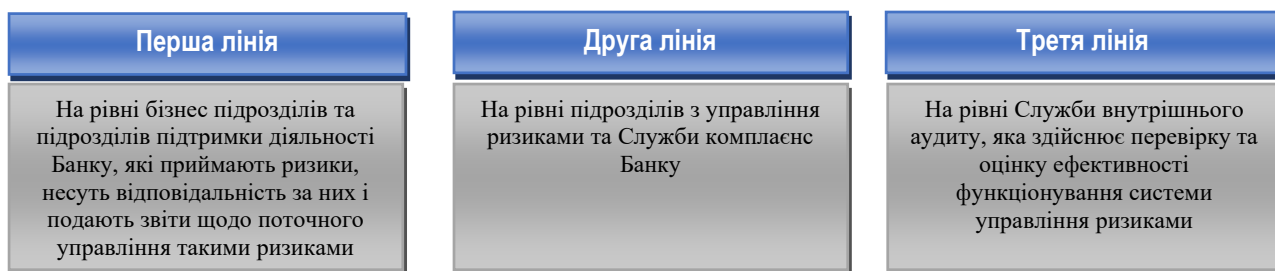 Перша лінія
На рівні бізнес підрозділів та
підрозділів підтримки діяльності
Банку, які приймають ризики,
несуть відповідальність за них і
подають звіти щодо поточного
управління такими ризиками
Друга лінія
На рівні підрозділів з управління
ризиками та Служби комплаєнс
Банку
Третя лінія
На рівні Служби внутрішнього
аудиту, яка здійснює перевірку та
оцінку ефективності
функціонування системи
управління ризиками